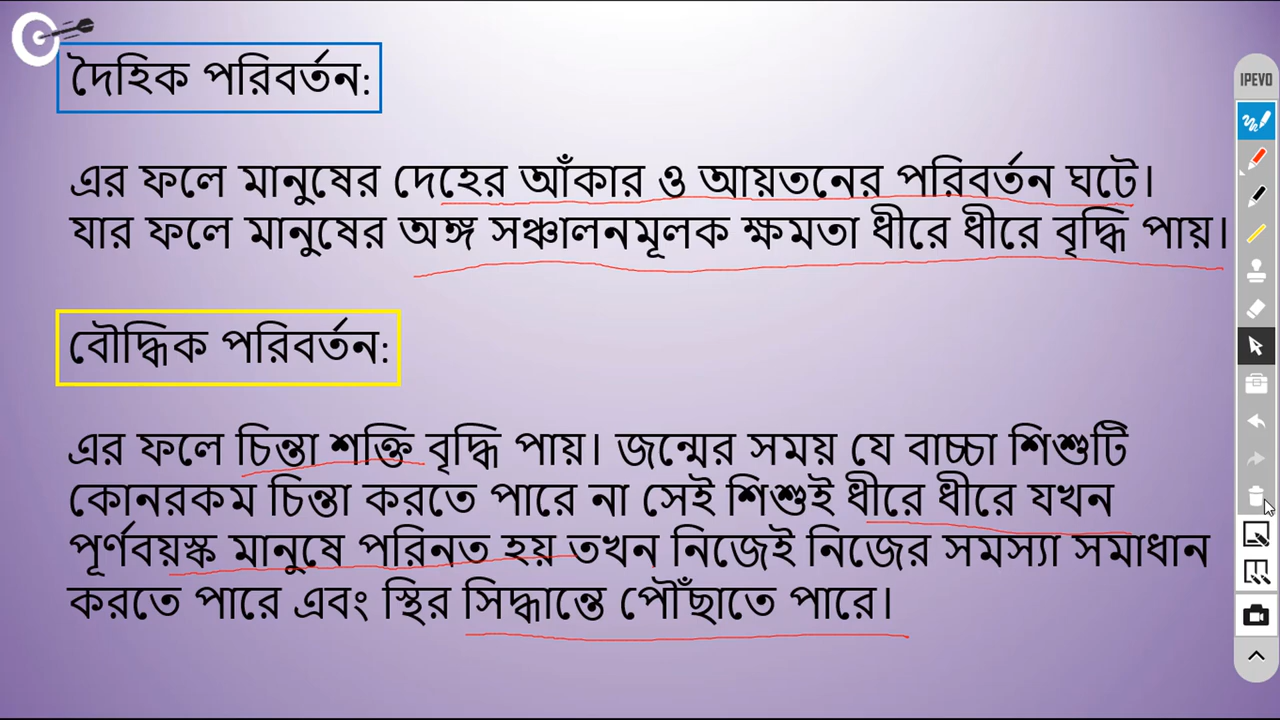 দৈহিক পরিবর্তন:
IPEVO
এর ফলে মানুষের দেহের আঁকার ও আয়তনের পরিবর্তন ঘটে।
যার ফলে মানুষের অঙ্গ সঞ্চালনমূলক ক্ষমতা ধীরে ধীরে বৃদ্ধি পায়।
বৌদ্ধিক পরিবর্তন:
এর ফলে চিন্তা শক্তি বৃদ্ধি পায়। জন্মের সময় যে বাচ্চা শিশুটি
কোনরকম চিন্তা করতে পারে না সেই শিশুই ধীরে ধীরে যখন
পূর্ণবয়স্ক মানুষে পরিনত হয় তখন নিজেই নিজের সমস্যা সমাধান
করতে পারে এবং স্থির সিদ্ধান্তে পৌঁছাতে পারে।